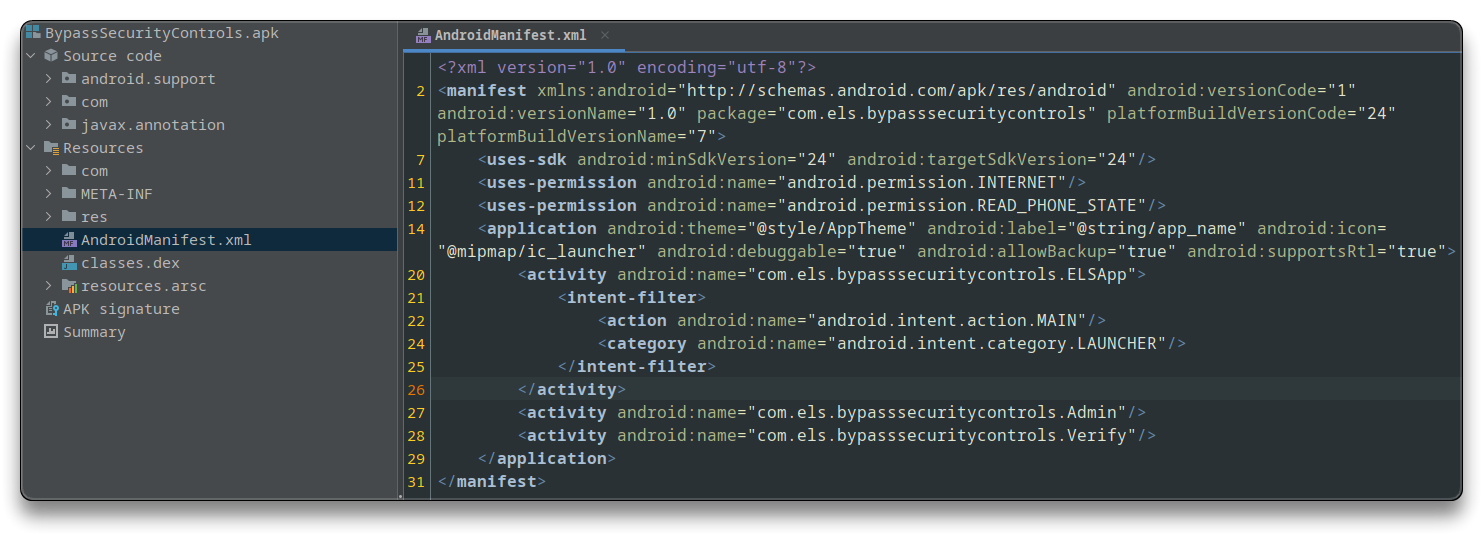 BypassSecurityControls.apk
Source code
android.support
com
javax.annotation
Resources
com
META-INF
res
AndroidManifest.xml
classes.dex
resources.arsc
APK signature
Summary
AndroidManifest.xml ×
<?xml version="1.0" encoding="utf-8"?>
2 <manifest xmlns:android="http://schemas.android.com/apk/res/android" android:versionCode="1"
android:versionName="1.0" package="com.els.bypasssecuritycontrols" platformBuildVersionCode="24"
platformBuildVersionName="7">
7 <uses-sdk android:minSdkVersion="24" android:targetSdkVersion="24"/>
11 <uses-permission android:name="android.permission.INTERNET"/>
12 <uses-permission android:name="android.permission.READ_PHONE_STATE"/>
14 <application android:theme="@style/AppTheme" android:label="@string/app_name" android:icon=
"@mipmap/ic_launcher" android:debuggable="true" android:allowBackup="true" android:supportsRtl="true">
20 <activity android:name="com.els.bypasssecuritycontrols.ELSApp">
21 <intent-filter>
22 <action android:name="android.intent.action.MAIN"/>
24 <category android:name="android.intent.category.LAUNCHER"/>
25 </intent-filter>
26 </activity>
27 <activity android:name="com.els.bypasssecuritycontrols.Admin"/>
28 <activity android:name="com.els.bypasssecuritycontrols.Verify"/>
29 </application>
31 </manifest>